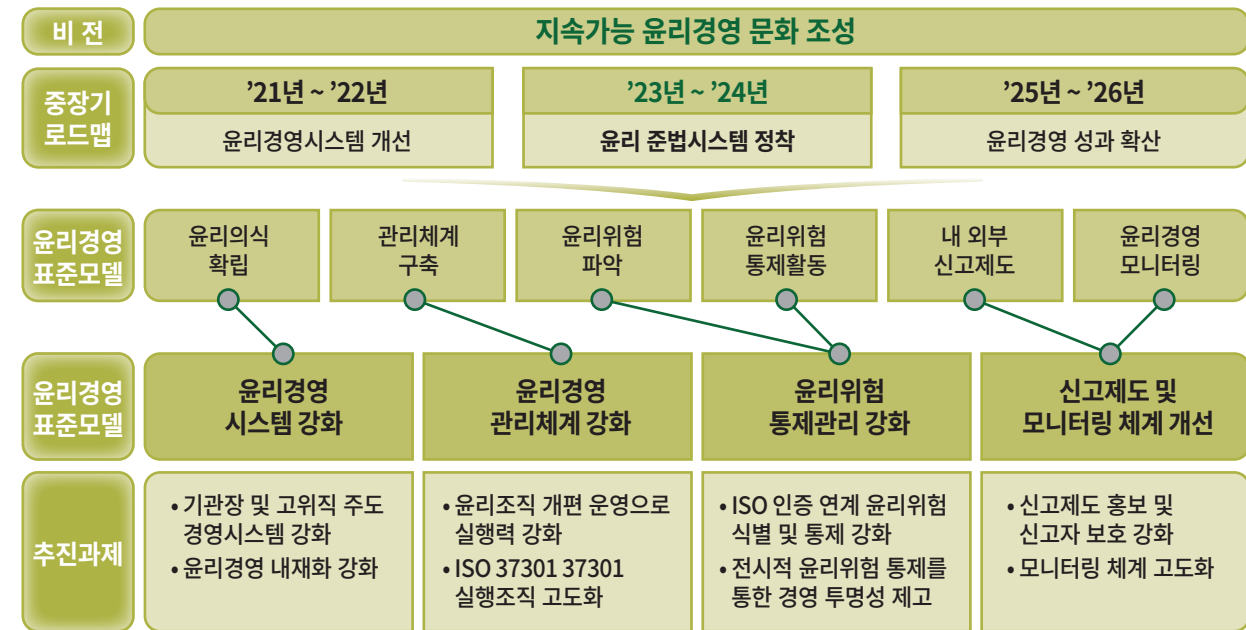 비 전
지속가능 윤리경영 문화 조성
중장기
로드맵
’21년 ~ ’22년
윤리경영시스템 개선
’23년 ~ ’24년
윤리 준법시스템 정착
’25년 ~ ’26년
윤리경영 성과 확산
윤리경영
표준모델
윤리의식
확립
관리체계
구축
윤리위험
파악
윤리위험
통제활동
내 외부
신고제도
윤리경영
모니터링
윤리경영
표준모델
윤리경영
시스템 강화
윤리경영
관리체계 강화
윤리위험
통제관리 강화
신고제도 및
모니터링 체계 개선
추진과제
• 기관장 및 고위직 주도
경영시스템 강화
• 윤리경영 내재화 강화
• 윤리조직 개편 운영으로
실행력 강화
• ISO 37301 37301
실행조직 고도화
• ISO 인증 연계 윤리위험
식별 및 통제 강화
• 전시적 윤리위험 통제를
통한 경영 투명성 제고
• 신고제도 홍보 및
신고자 보호 강화
• 모니터링 체계 고도화